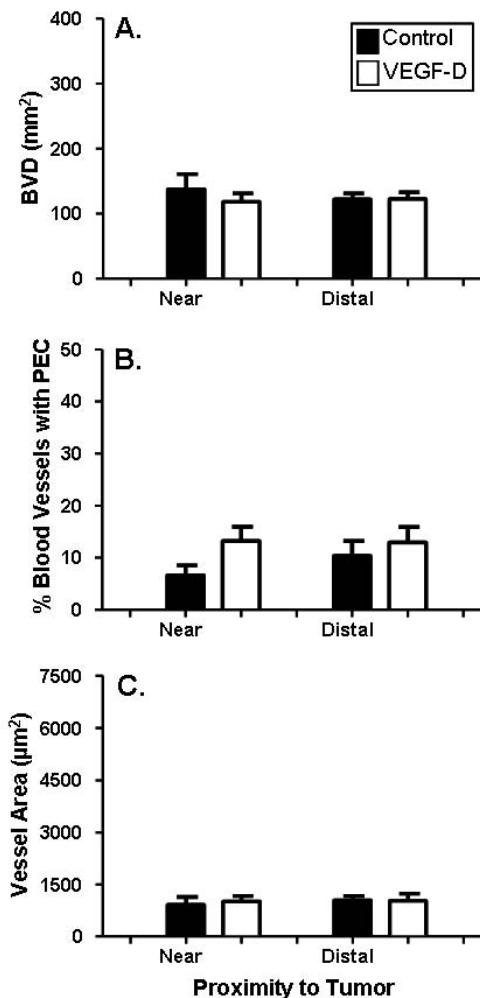 A.
Control
VEGF-D
BVD (mm²)
400
300
200
100
0
Near
Distal
B.
% Blood Vessels with PEC
50
40
30
20
10
0
Near
Distal
C.
Vessel Area (µm²)
7500
6000
4500
3000
1500
0
Near
Distal
Proximity to Tumor